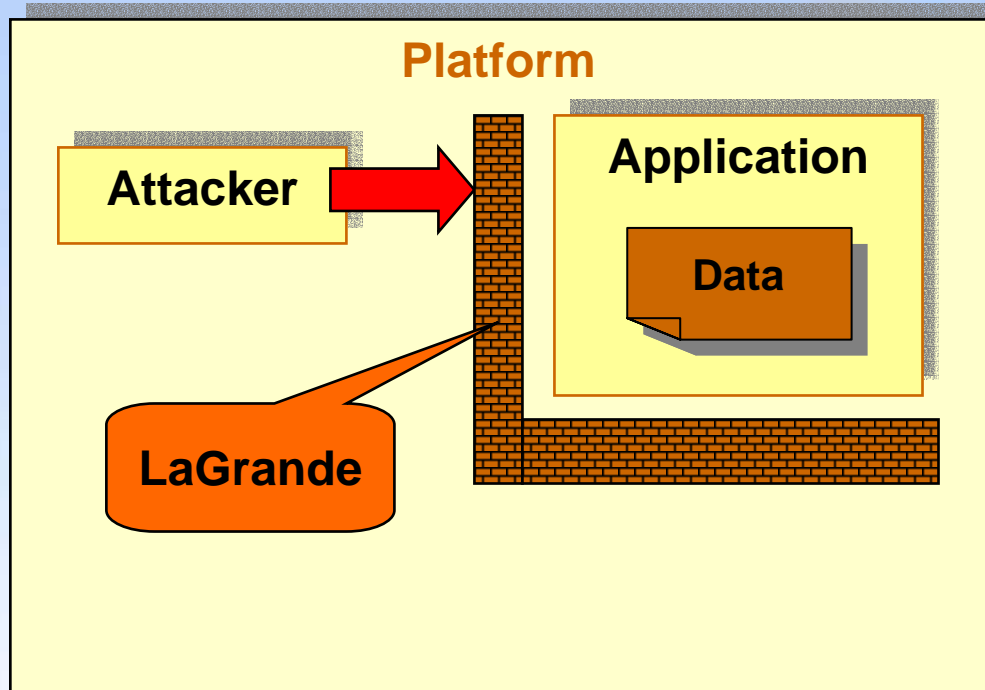 Platform
Attacker
Application
Data
LaGrande